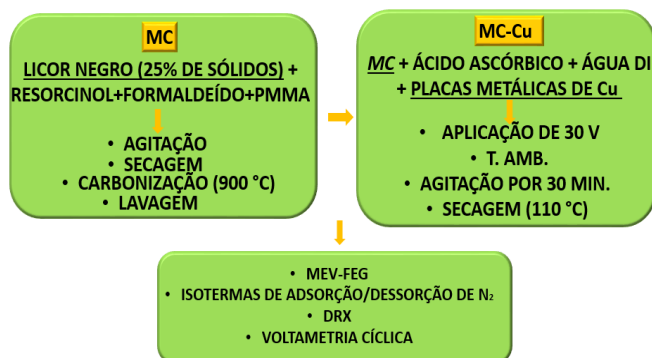 MC
LICOR NEGRO (25% DE SÓLIDOS) +
RESORCINOL+FORMALDEÍDO+PMMA
• AGITAÇÃO
• SECAGEM
• CARBONIZAÇÃO (900 °C)
• LAVAGEM
MC-Cu
MC + ÁCIDO ASCÓRBICO + ÁGUA DI
+ PLACAS METÁLICAS DE Cu
• APLICAÇÃO DE 30 V
• T. AMB.
• AGITAÇÃO POR 30 MIN.
• SECAGEM (110 °C)
• MEV-FEG
• ISOTERMAS DE ADSORÇÃO/DESSORÇÃO DE N₂
• DRX
• VOLTAMETRIA CÍCLICA